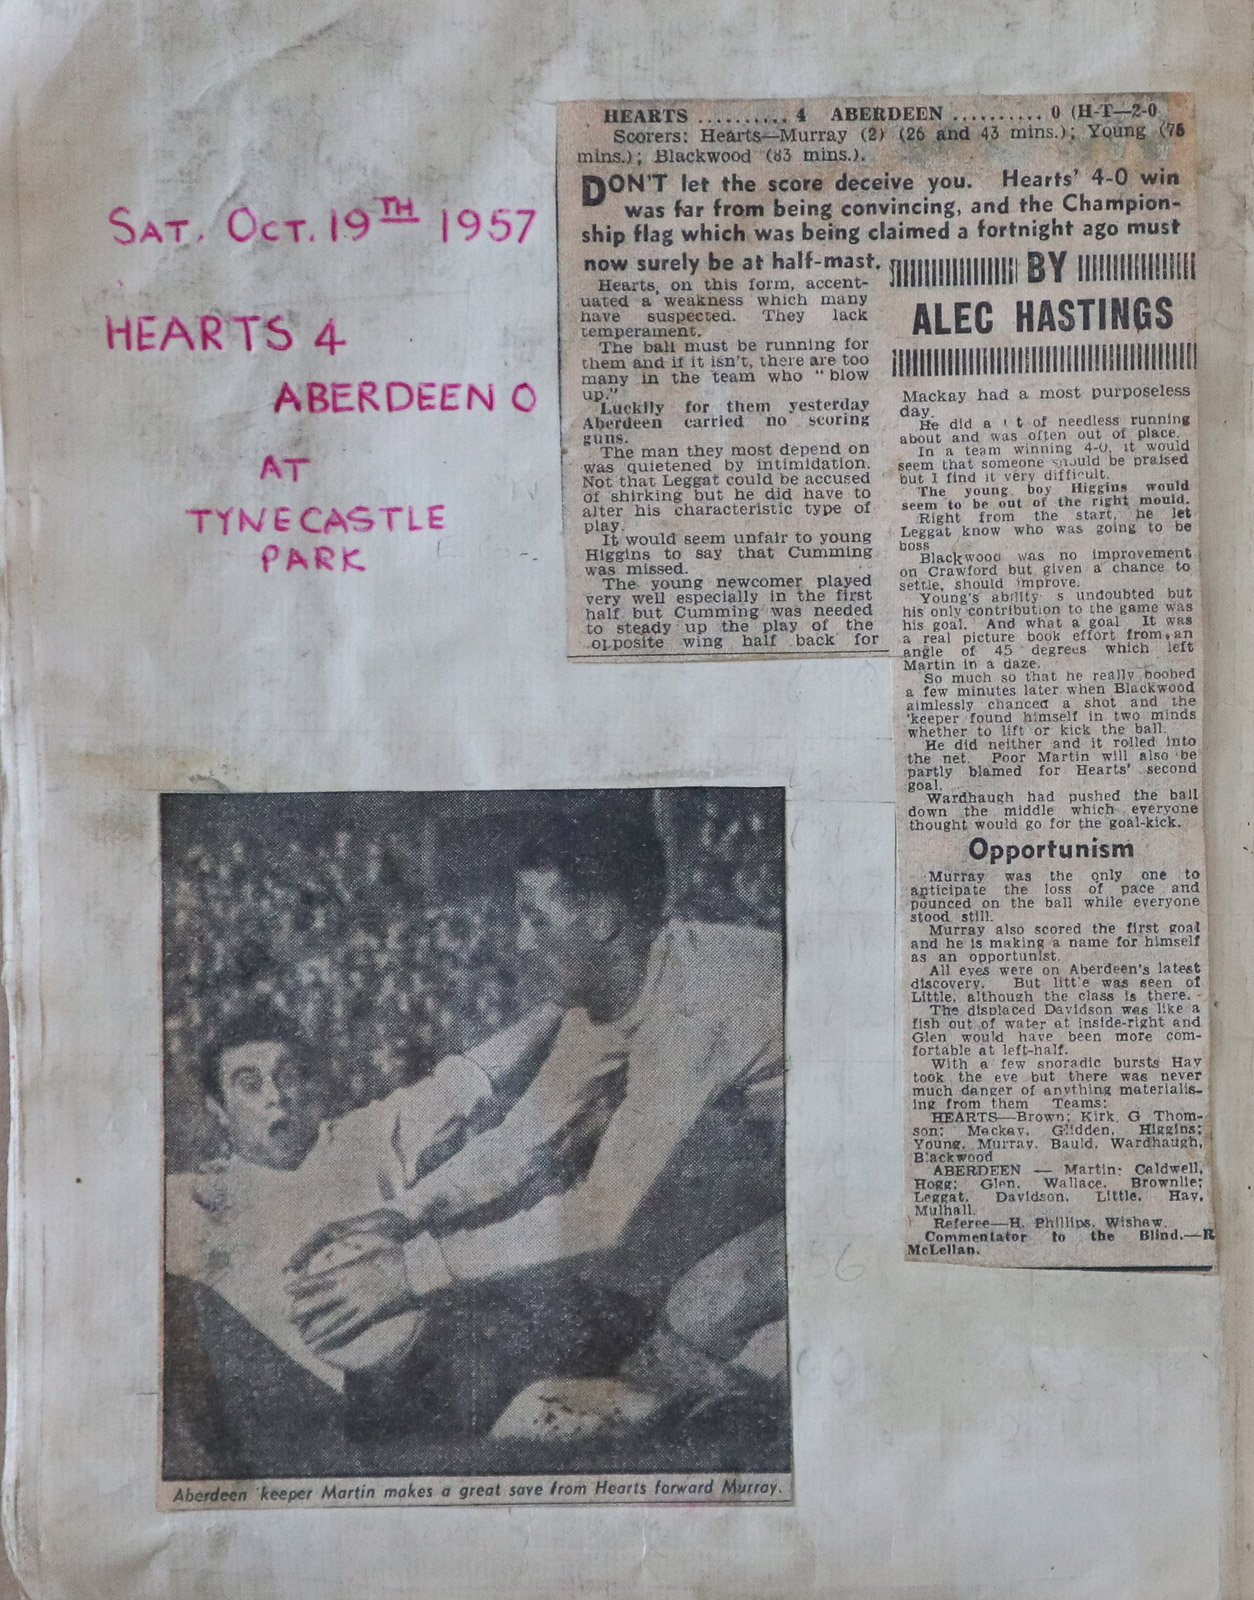 SAT. OCT. 19TH 1957
HEARTS 4
ABERDEEN 0
AT
TYNECASTLE
PARK
HEARTS .......... 4 ABERDEEN .......... 0 (H-T—2-0
Scorers: Hearts—Murray (2) (26 and 43 mins.); Young (76
mins.); Blackwood (83 mins.).
DON'T let the score deceive you. Hearts' 4-0 win
was far from being convincing, and the Champion-
ship flag which was being claimed a fortnight ago must
now surely be at half-mast.
Hearts, on this form, accent-
uated a weakness which many
have suspected. They lack
temperament.
The ball must be running for
them and if it isn't, there are too
many in the team who "blow
up."
Luckily for them yesterday
Aberdeen carried no scoring
guns.
The man they most depend on
was quietened by intimidation.
Not that Leggat could be accused
of shirking but he did have to
alter his characteristic type of
play.
It would seem unfair to young
Higgins to say that Cumming
was missed.
The young newcomer played
very well especially in the first
half but Cumming was needed
to steady up the play of the
opposite wing half back for
BY
ALEC HASTINGS
Mackay had a most purposeless
day.
He did a t of needless running
about and was often out of place.
In a team winning 4-0, it would
seem that someone should be praised
but I find it very difficult.
The young boy Higgins would
seem to be out of the right mould.
Right from the start, he let
Leggat know who was going to be
boss
Blackwood was no improvement
on Crawford but given a chance to
settle, should improve.
Young's ability s undoubted but
his only contribution to the game was
his goal. And what a goal It was
a real picture book effort from an
angle of 45 degrees which left
Martin in a daze.
So much so that he really boobed
a few minutes later when Blackwood
aimlessly chanced a shot and the
'keeper found himself in two minds
whether to lift or kick the ball.
He did neither and it rolled into
the net. Poor Martin will also be
partly blamed for Hearts' second
goal.
Wardhaugh had pushed the ball
down the middle which everyone
thought would go for the goal-kick.
Opportunism
Murray was the only one to
anticipate the loss of pace and
pounced on the ball while everyone
stood still.
Murray also scored the first goal
and he is making a name for himself
as an opportunist.
All eyes were on Aberdeen's latest
discovery. But little was seen of
Little, although the class is there.
The displaced Davidson was like a
fish out of water at inside-right and
Glen would have been more com-
fortable at left-half.
With a few sporadic bursts Hay
took the eye but there was never
much danger of anything materialis-
ing from them Teams:
HEARTS—Brown; Kirk, G Thom-
son; Mackay, Glidden, Higgins;
Young, Murray, Bauld, Wardhaugh,
Blackwood
ABERDEEN — Martin; Caldwell,
Hogg; Glen, Wallace, Brownlie;
Leggat, Davidson, Little, Hay,
Mulhall.
Referee—H. Phillips, Wishaw.
Commentator to the Blind.—R
McLellan.
Aberdeen 'keeper Martin makes a great save from Hearts forward Murray.